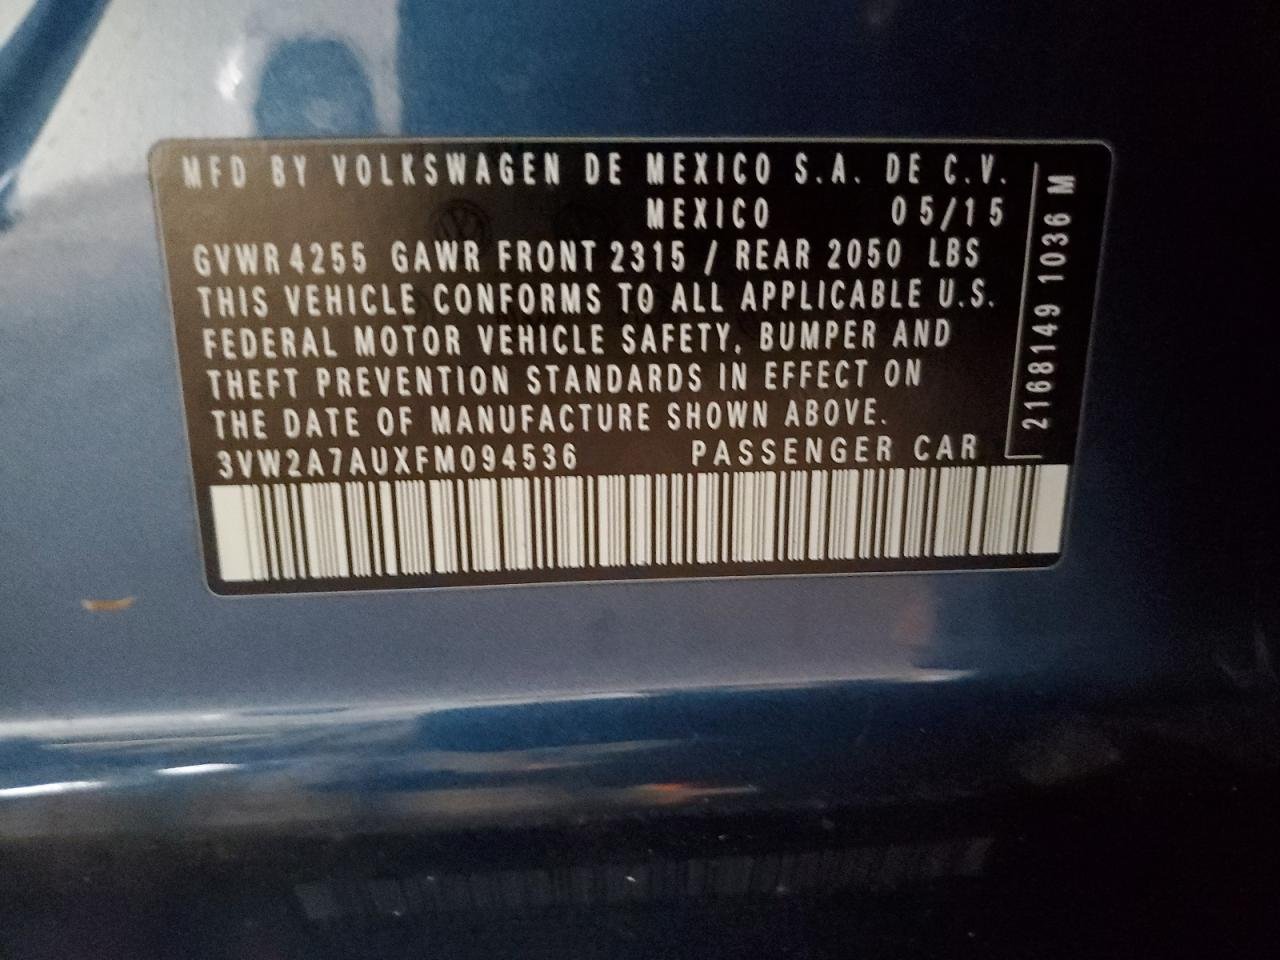 MFD BY VOLKSWAGEN DE MEXICO S.A. DE C.V.
MEXICO 05/15
GVWR 4255 GAWR FRONT 2315 / REAR 2050 LBS
THIS VEHICLE CONFORMS TO ALL APPLICABLE U.S.
FEDERAL MOTOR VEHICLE SAFETY, BUMPER AND
THEFT PREVENTION STANDARDS IN EFFECT ON
THE DATE OF MANUFACTURE SHOWN ABOVE.
3VW2A7AUXFM094536 PASSENGER CAR
2168149 1036 M